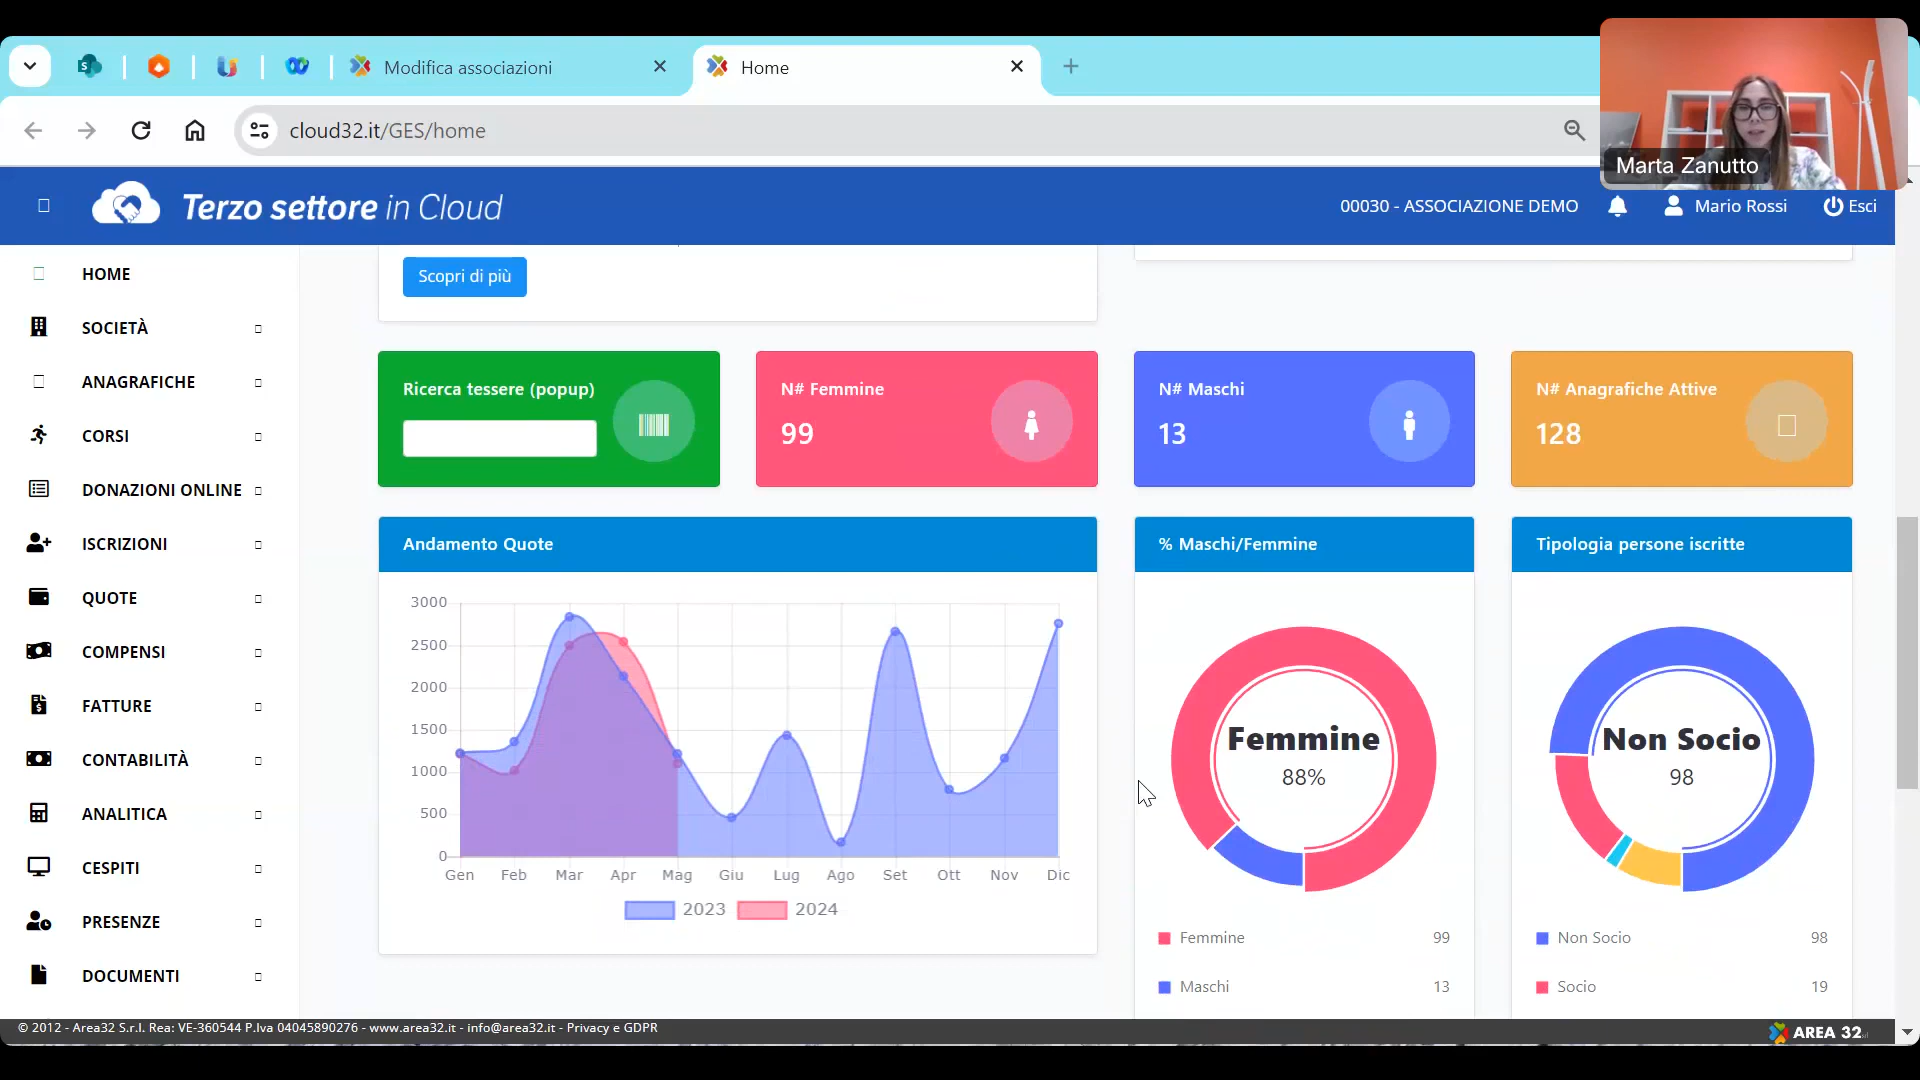 Modifica associazioni
Home
cloud32.it/GES/home
Marta Zanutto
Terzo settore in Cloud
00030 - ASSOCIAZIONE DEMO
Mario Rossi
Esci
HOME
SOCIETÀ
ANAGRAFICHE
CORSI
DONAZIONI ONLINE
ISCRIZIONI
QUOTE
COMPENSI
FATTURE
CONTABILITÀ
ANALITICA
CESPITI
PRESENZE
DOCUMENTI
Scopri di più
Ricerca tessere (popup)
N# Femmine
99
N# Maschi
13
N# Anagrafiche Attive
128
Andamento Quote
3000
2500
2000
1500
1000
500
0
Gen Feb Mar Apr Mag Giu Lug Ago Set Ott Nov Dic
2023 2024
% Maschi/Femmine
Femmine
88%
Femmine 99
Maschi 13
Tipologia persone iscritte
Non Socio
98
Non Socio 98
Socio 19
© 2012 - Area32 S.r.l. Rea: VE-360544 P.Iva 04045890276 - www.area32.it - info@area32.it - Privacy e GDPR
AREA 32